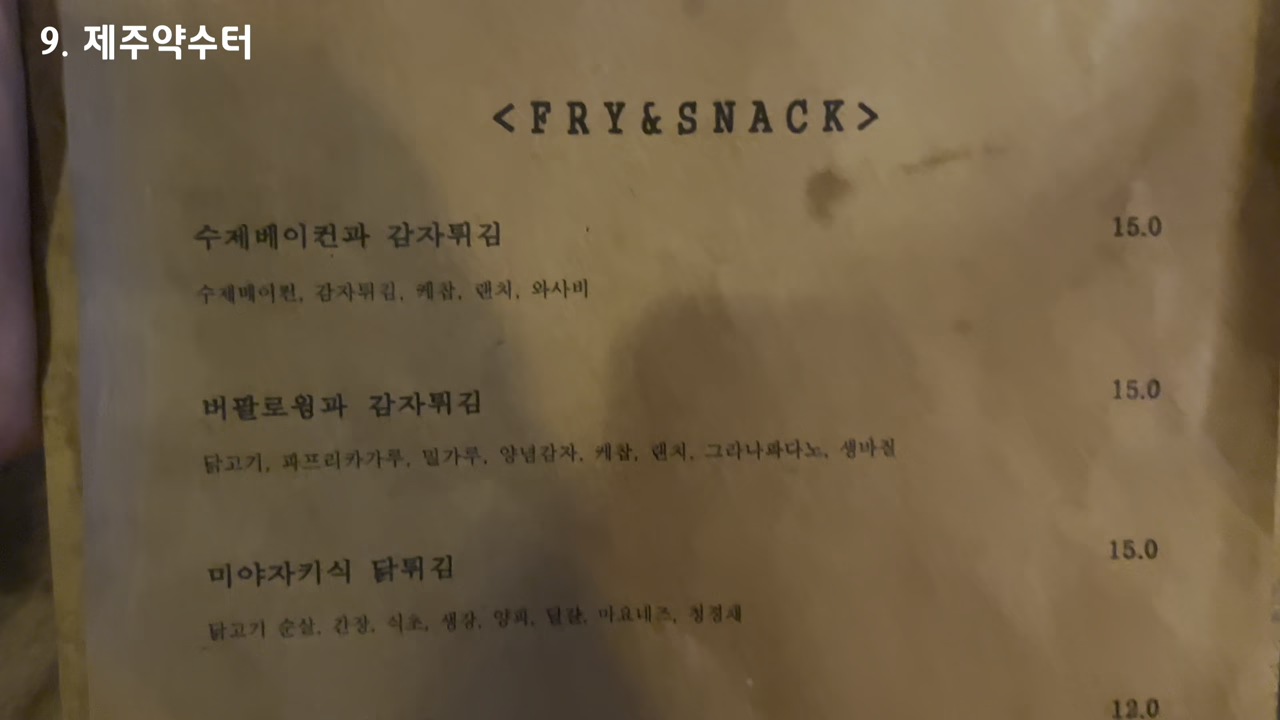 9. 제주약수터
<FRY&SNACK>
수제베이컨과 감자튀김 15.0
수제베이컨, 감자튀김, 케찹, 랜치, 와사비
버팔로윙과 감자튀김 15.0
닭고기, 파프리카가루, 밀가루, 양념감자, 케찹, 랜치, 그라나파다노, 생바질
미야자키식 닭튀김 15.0
닭고기 순살, 간장, 식초, 생강, 양파, 달걀, 마요네즈, 청경채
12.0